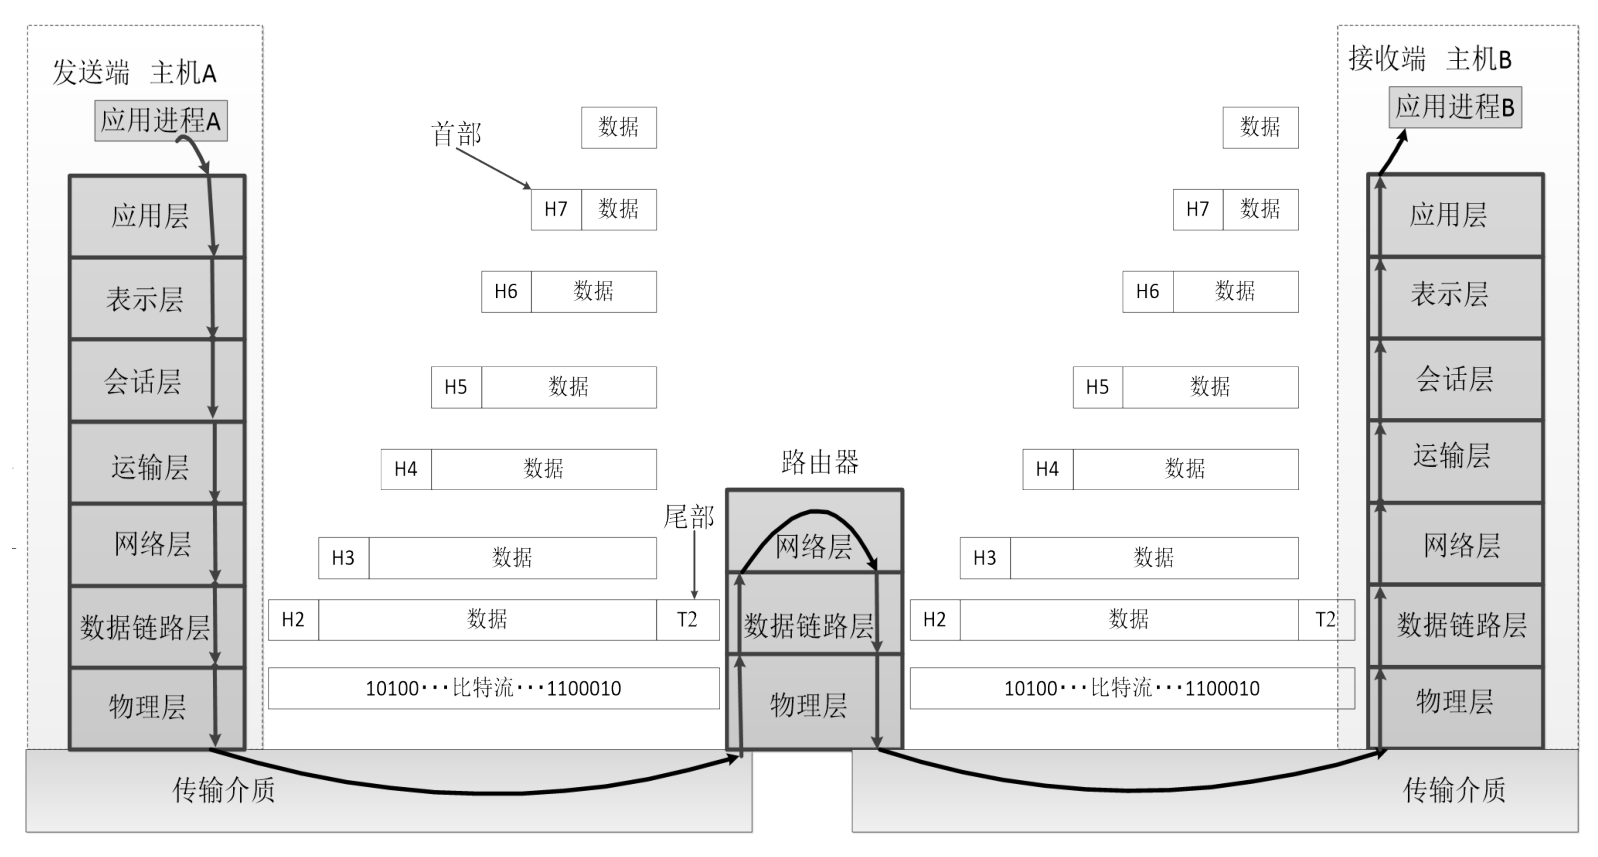 发送端 主机A
应用进程A
应用层
表示层
会话层
运输层
网络层
数据链路层
物理层
传输介质
首部
数据
H7 数据
H6 数据
H5 数据
H4 数据
尾部
H3 数据
H2 数据 T2
10100···比特流···1100010
路由器
网络层
数据链路层
物理层
数据
H7 数据
H6 数据
H5 数据
H4 数据
H3 数据
H2 数据 T2
10100···比特流···1100010
接收端 主机B
应用进程B
应用层
表示层
会话层
运输层
网络层
数据链路层
物理层
传输介质